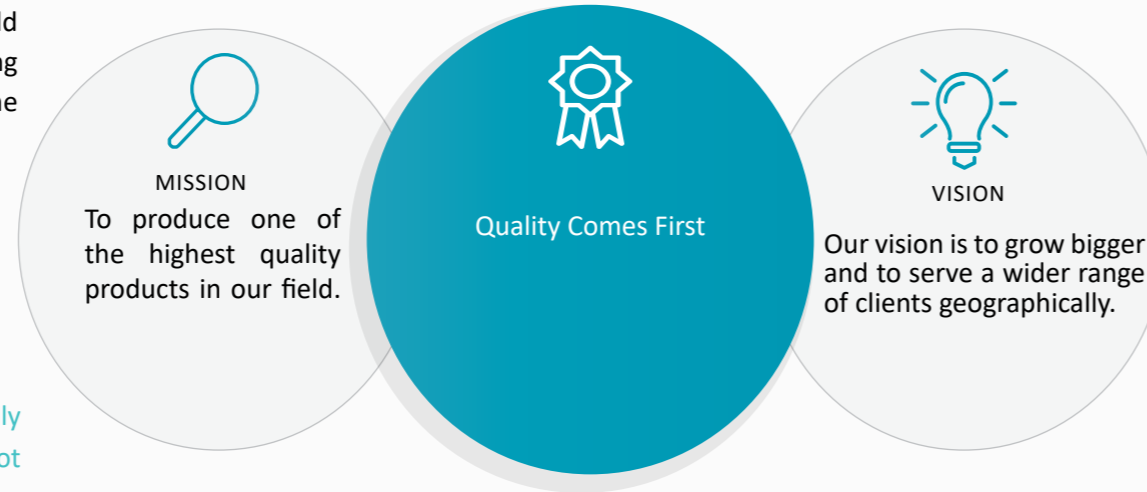 MISSION
To produce one of
the highest quality
products in our field.
Quality Comes First
VISION
Our vision is to grow bigger
and to serve a wider range
of clients geographically.